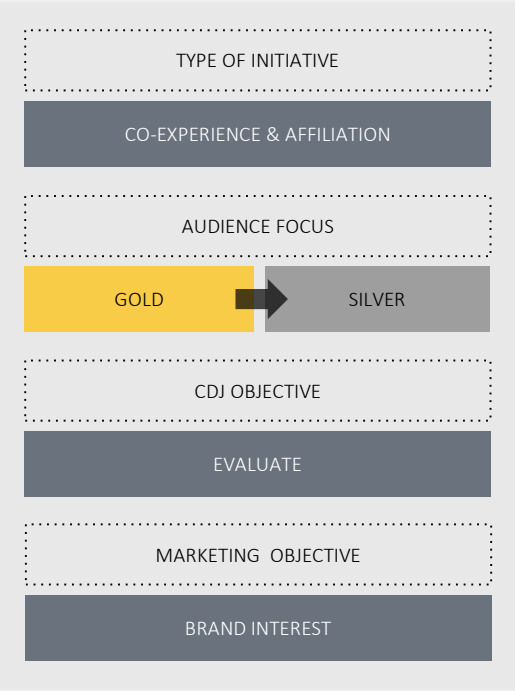 TYPE OF INITIATIVE
CO-EXPERIENCE & AFFILIATION
AUDIENCE FOCUS
GOLD
SILVER
CDJ OBJECTIVE
EVALUATE
MARKETING OBJECTIVE
BRAND INTEREST